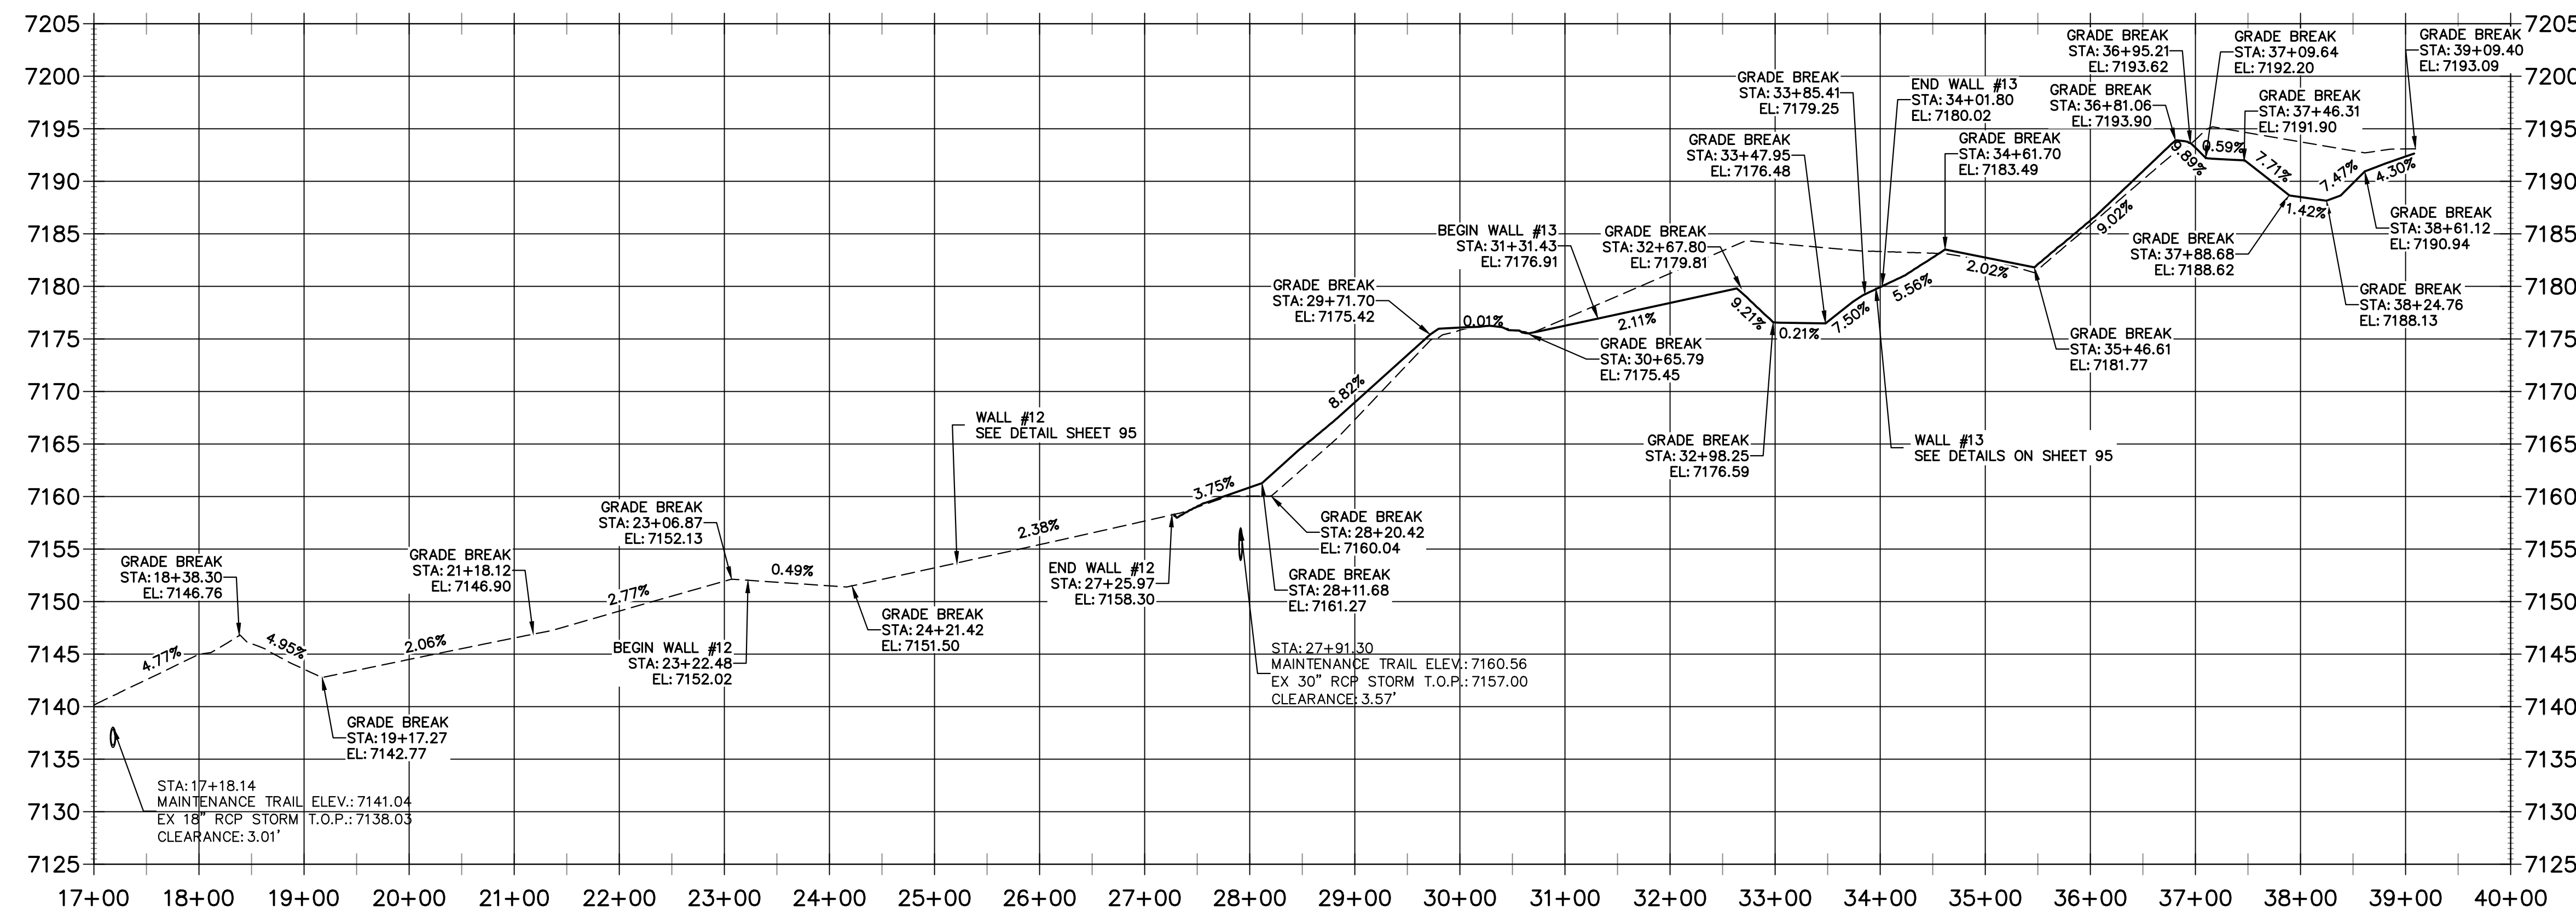 7205
7200
7195
7190
7185
7180
7175
7170
7165
7160
7155
7150
7145
7140
7135
7130
7125
17+00
18+00
19+00
20+00
21+00
22+00
23+00
24+00
25+00
26+00
27+00
28+00
29+00
30+00
31+00
32+00
33+00
34+00
35+00
36+00
37+00
38+00
39+00
40+00
STA: 17+18.14
MAINTENANCE TRAIL ELEV.: 7141.04
EX 18" RCP STORM T.O.P.: 7138.03
CLEARANCE: 3.01'
4.77%
GRADE BREAK
STA: 18+38.30
EL: 7146.76
4.95%
GRADE BREAK
STA: 19+17.27
EL: 7142.77
2.06%
GRADE BREAK
STA: 21+18.12
EL: 7146.90
2.77%
GRADE BREAK
STA: 23+06.87
EL: 7152.13
BEGIN WALL #12
STA: 23+22.48
EL: 7152.02
0.49%
GRADE BREAK
STA: 24+21.42
EL: 7151.50
WALL #12
SEE DETAIL SHEET 95
2.38%
END WALL #12
STA: 27+25.97
EL: 7158.30
3.75%
STA: 27+91.30
MAINTENANCE TRAIL ELEV.: 7160.56
EX 30" RCP STORM T.O.P.: 7157.00
CLEARANCE: 3.57'
GRADE BREAK
STA: 28+11.68
EL: 7161.27
GRADE BREAK
STA: 28+20.42
EL: 7160.04
8.82%
GRADE BREAK
STA: 29+71.70
EL: 7175.42
0.01%
GRADE BREAK
STA: 30+65.79
EL: 7175.45
BEGIN WALL #13
STA: 31+31.43
EL: 7176.91
2.11%
GRADE BREAK
STA: 32+67.80
EL: 7179.81
9.21%
GRADE BREAK
STA: 32+98.25
EL: 7176.59
0.21%
GRADE BREAK
STA: 33+47.95
EL: 7176.48
7.50%
GRADE BREAK
STA: 33+85.41
EL: 7179.25
WALL #13
SEE DETAILS ON SHEET 95
END WALL #13
STA: 34+01.80
EL: 7180.02
5.56%
GRADE BREAK
STA: 34+61.70
EL: 7183.49
2.02%
GRADE BREAK
STA: 35+46.61
EL: 7181.77
9.02%
GRADE BREAK
STA: 36+81.06
EL: 7193.90
GRADE BREAK
STA: 36+95.21
EL: 7193.62
9.89%
GRADE BREAK
STA: 37+09.64
EL: 7192.20
0.59%
GRADE BREAK
STA: 37+46.31
EL: 7191.90
7.71%
GRADE BREAK
STA: 37+88.68
EL: 7188.62
1.42%
GRADE BREAK
STA: 38+24.76
EL: 7188.13
7.47%
GRADE BREAK
STA: 38+61.12
EL: 7190.94
4.30%
GRADE BREAK
STA: 39+09.40
EL: 7193.09
7205
7200
7195
7190
7185
7180
7175
7170
7165
7160
7155
7150
7145
7140
7135
7130
7125